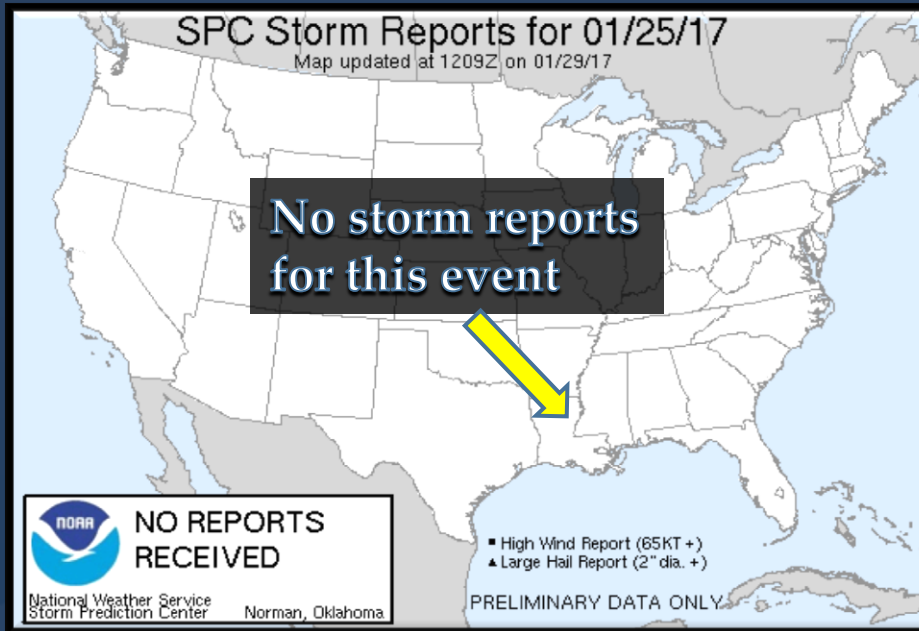 SPC Storm Reports for 01/25/17
Map updated at 1209Z on 01/29/17
No storm reports
for this event
NOAA
NO REPORTS
RECEIVED
National Weather Service
Storm Prediction Center Norman, Oklahoma
▪ High Wind Report (65KT +)
▲ Large Hail Report (2" dia. +)
PRELIMINARY DATA ONLY